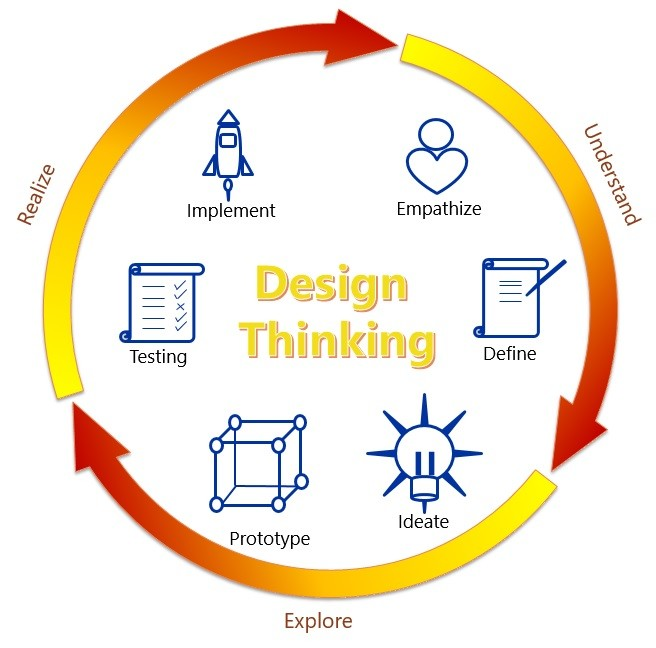 Realize
Understand
Implement
Empathize
Design
Thinking
Testing
Define
Prototype
Ideate
Explore